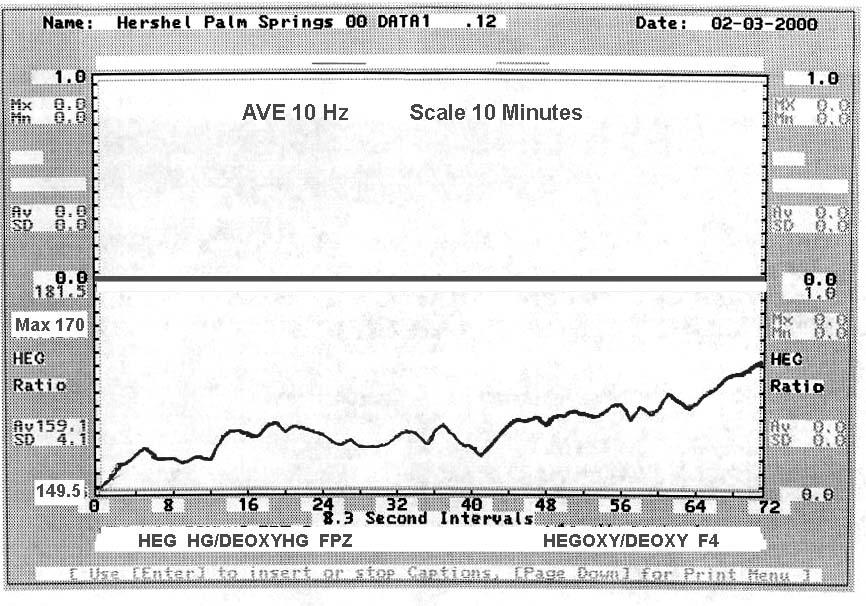 Name: Hershel Palm Springs 00 DATA1 .12 Date: 02-03-2000
1.0 1.0
Mx 0.0 MX 0.0
Mn 0.0 Mn 0.0
AVE 10 Hz Scale 10 Minutes
Av 0.0 Av 0.0
SD 0.0 SD 0.0
0.0 0.0
181.5 1.0
Max 170 Mx 0.0
Mn 0.0
HEG HEG
Ratio Ratio
Av159.1 Av 0.0
SD 4.1 SD 0.0
149.5 0.0
0 8 16 24 32 40 48 56 64 72
8.3 Second Intervals
HEG HG/DEOXYHG FPZ HEGOXY/DEOXY F4
[ Use [Enter] to insert or stop Captions, [Page Down] for Print Menu ]